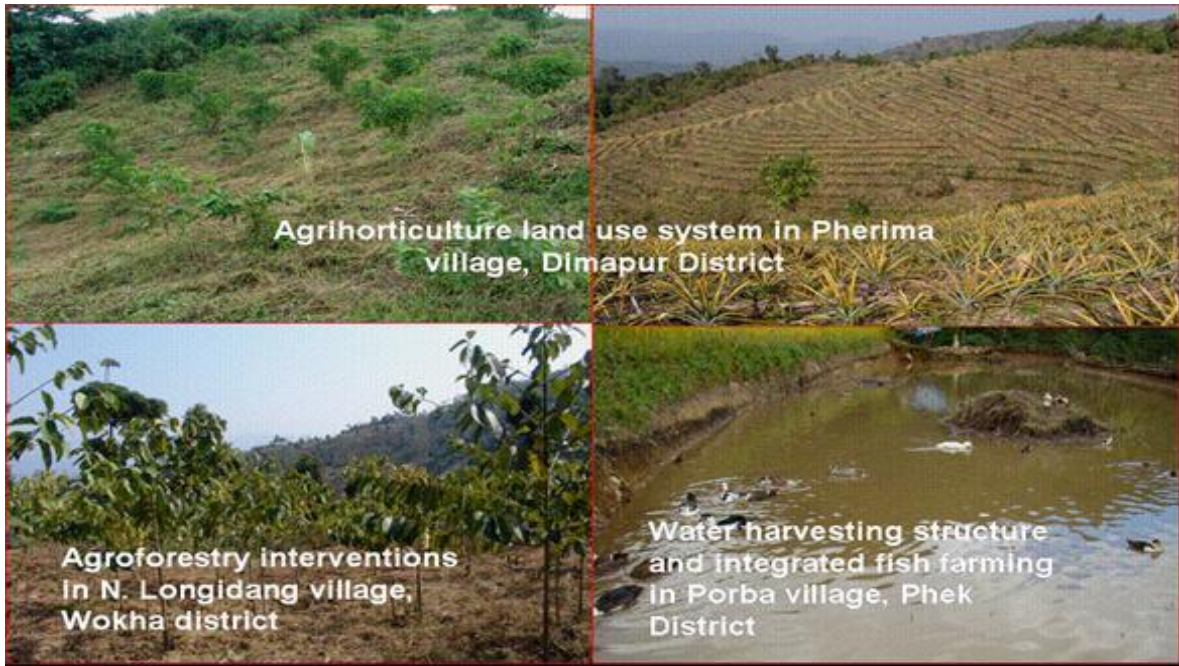 Agrihorticulture land use system in Pherima
village, Dimapur District
Agroforestry interventions
in N. Longidang village,
Wokha district
Water harvesting structure
and integrated fish farming
in Porba village, Phek
District